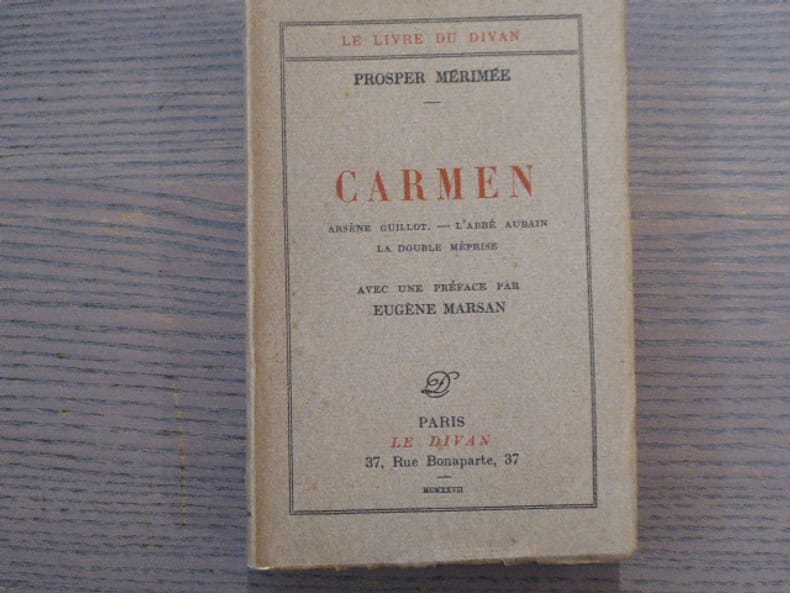 LE LIVRE DU DIVAN
PROSPER MÉRIMÉE
CARMEN
ARSÈNE GUILLOT. — L'ABBÉ AUBAIN
LA DOUBLE MÉPRISE
AVEC UNE PRÉFACE PAR
EUGÈNE MARSAN
D
PARIS
LE DIVAN
37, Rue Bonaparte, 37
MCMXXVII